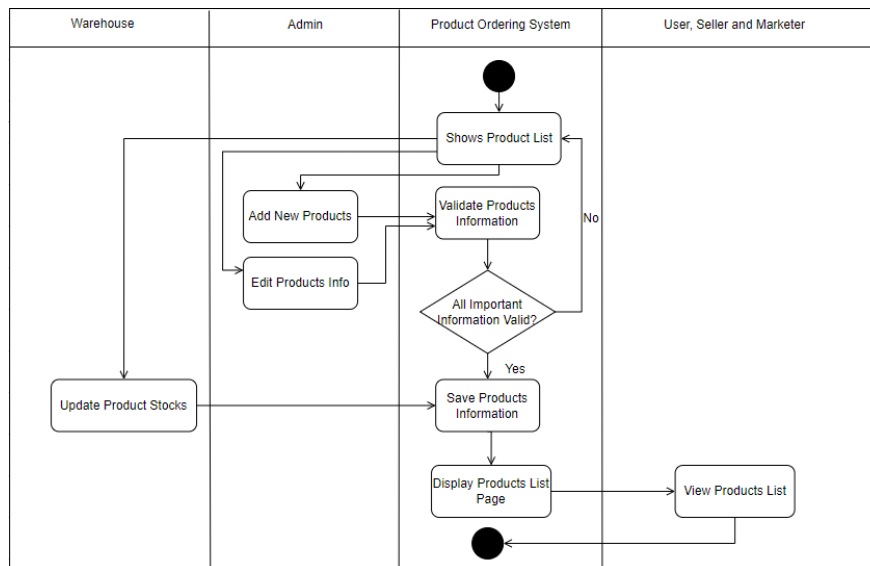 Warehouse
Admin
Product Ordering System
User, Seller and Marketer
Shows Product List
Add New Products
Validate Products
Information
No
Edit Products Info
All Important
Information Valid?
Yes
Update Product Stocks
Save Products
Information
Display Products List
Page
View Products List